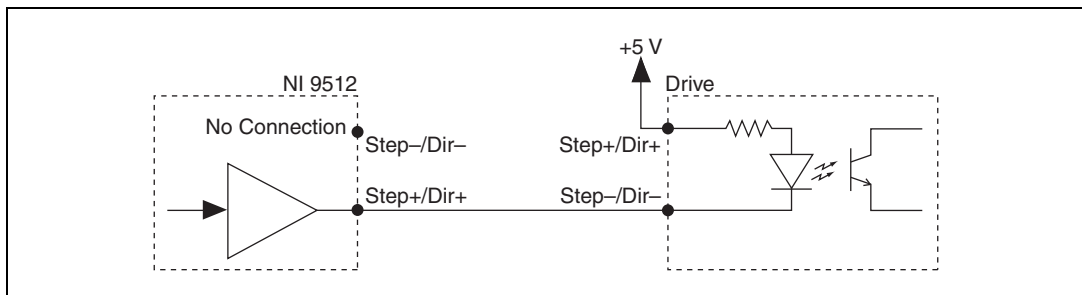 +5 V
NI 9512
Drive
No Connection
Step–/Dir–
Step+/Dir+
Step+/Dir+
Step–/Dir–